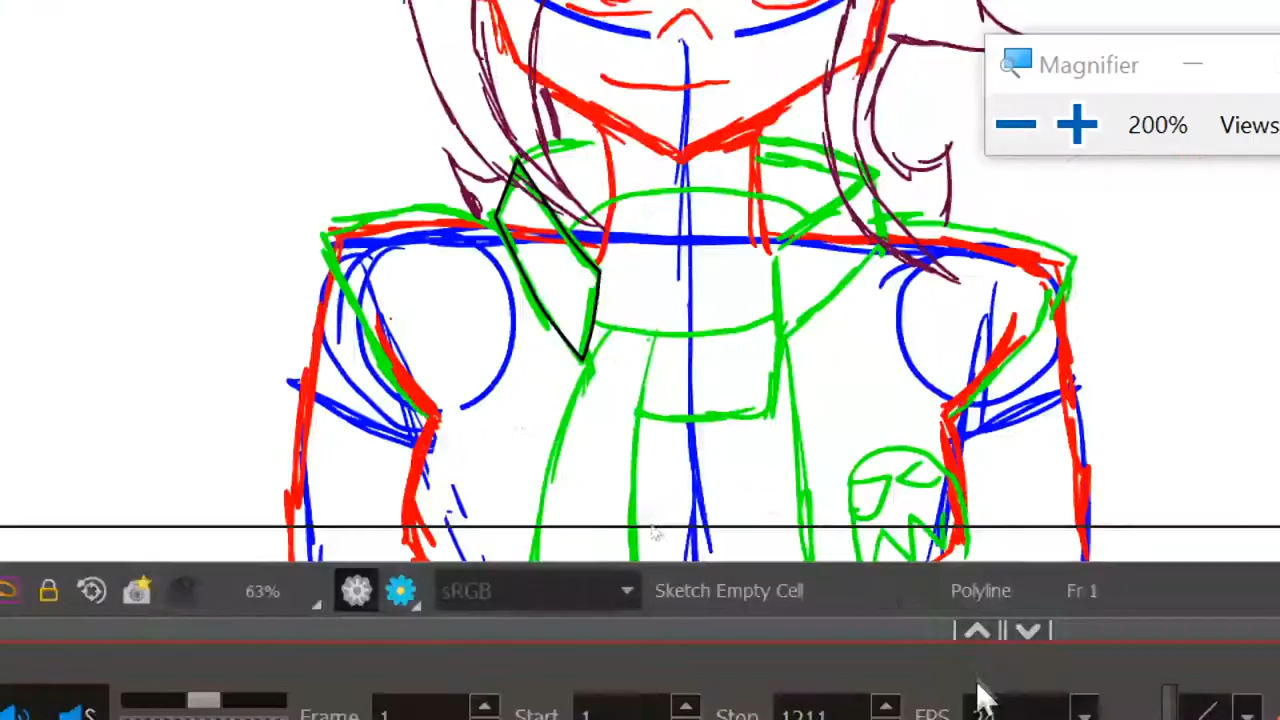 Magnifier
200% Views
63% sRGB Sketch Empty Cell Polyline Fr 1
S Frame 1 Start 1 Stop 1211 FPS